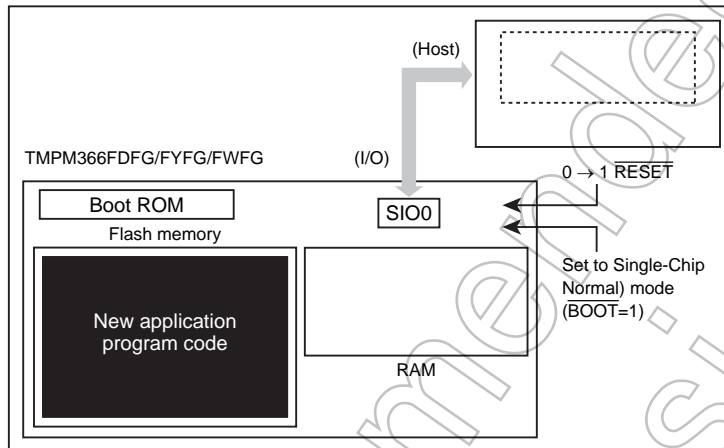 (Host)
TMPM366FDFG/FYFG/FWFG
(I/O)
0 → 1 RESET
Boot ROM
SIO0
Flash memory
Set to Single-Chip
Normal) mode
(BOOT=1)
New application
program code
RAM